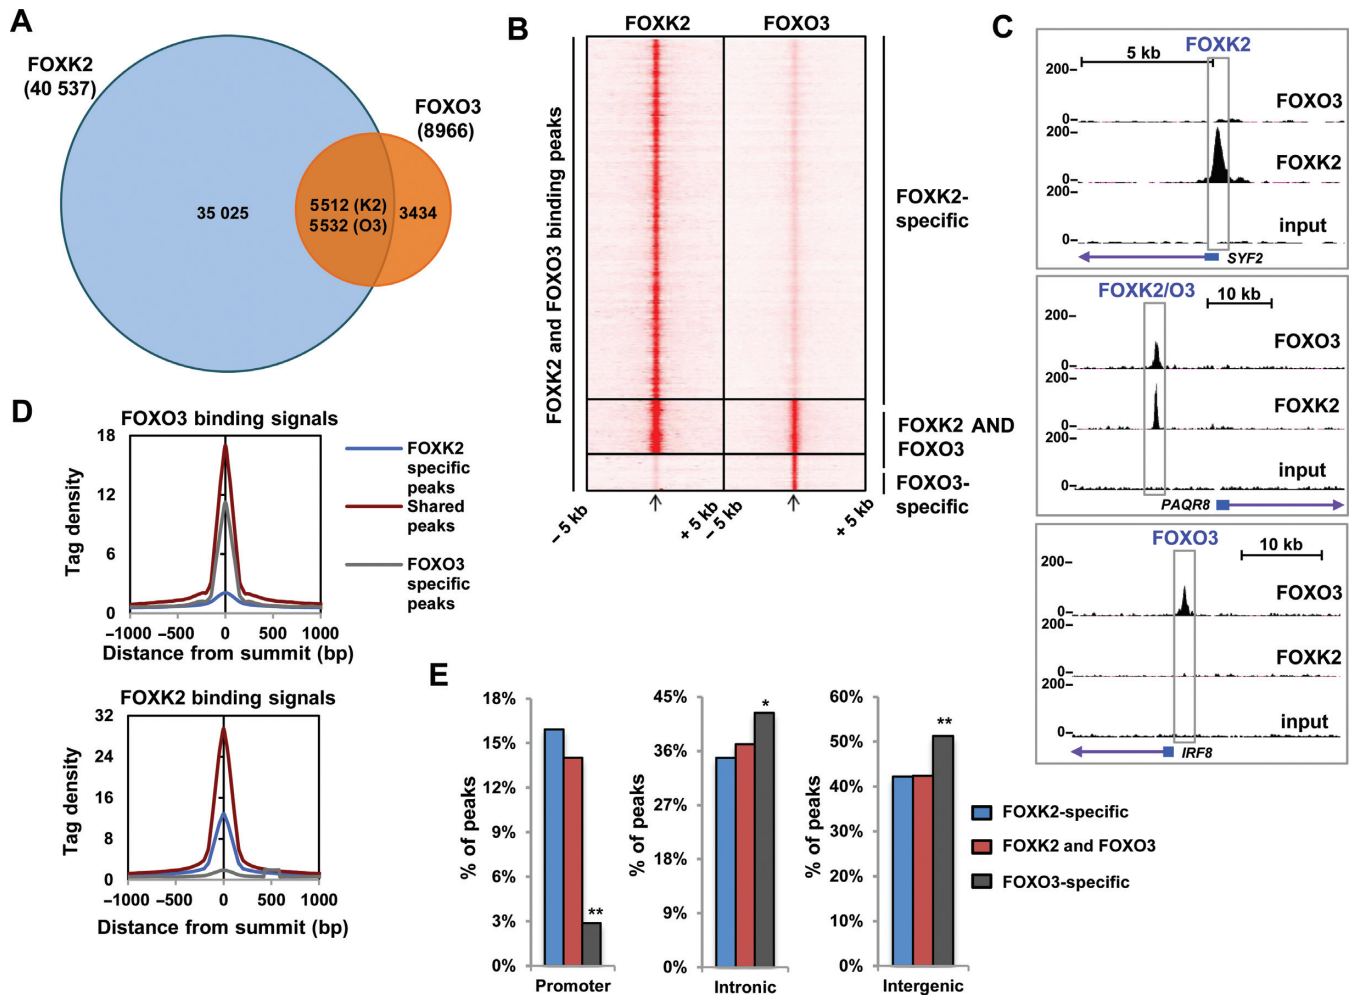 A
FOXK2
(40 537)
FOXO3
(8966)
35 025
5512 (K2)
5532 (O3)
3434
B
FOXK2
FOXO3
FOXK2 and FOXO3 binding peaks
FOXK2-
specific
FOXK2 AND
FOXO3
FOXO3-
specific
– 5 kb
+ 5 kb
– 5 kb
+ 5 kb
C
FOXK2
5 kb
200
FOXO3
0
200
FOXK2
0
200
input
0
SYF2
FOXK2/O3
10 kb
200
FOXO3
0
200
FOXK2
0
200
input
0
PAQR8
FOXO3
10 kb
200
FOXO3
0
200
FOXK2
0
200
input
0
IRF8
D
FOXO3 binding signals
Tag density
18
12
6
0
–1000 –500 0 500 1000
Distance from summit (bp)
FOXK2
specific
peaks
Shared
peaks
FOXO3
specific
peaks
FOXK2 binding signals
Tag density
32
24
16
8
0
–1000 –500 0 500 1000
Distance from summit (bp)
E
% of peaks
18%
15%
12%
9%
6%
3%
0%
**
Promoter
% of peaks
45%
36%
27%
18%
9%
0%
*
Intronic
% of peaks
60%
50%
40%
30%
20%
10%
0%
**
Intergenic
FOXK2-specific
FOXK2 and FOXO3
FOXO3-specific